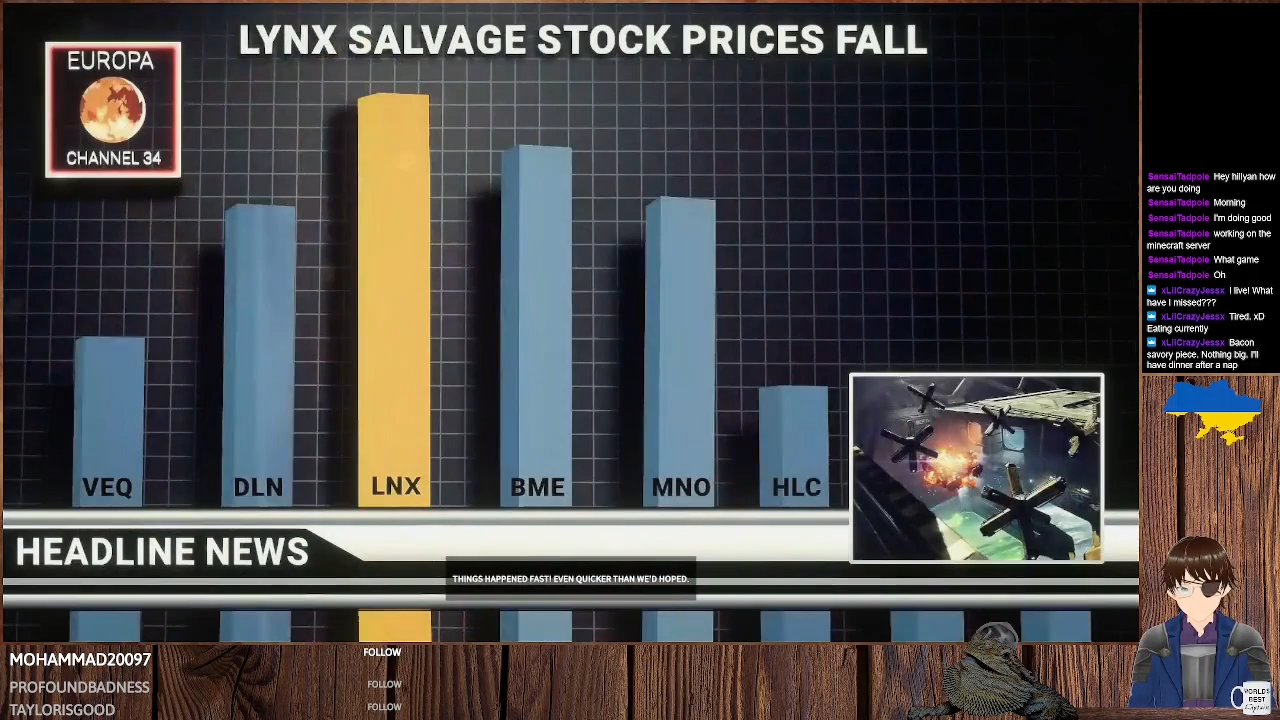 LYNX SALVAGE STOCK PRICES FALL
EUROPA
CHANNEL 34
VEQ
DLN
LNX
BME
MNO
HLC
HEADLINE NEWS
THINGS HAPPENED FAST! EVEN QUICKER THAN WE'D HOPED.
SensaiTadpole Hey hillyan how
are you doing
SensaiTadpole Morning
SensaiTadpole I'm doing good
SensaiTadpole working on the
minecraft server
SensaiTadpole What game
SensaiTadpole Oh
xLilCrazyJessx I live! What
have I missed???
xLilCrazyJessx Tired. xD
Eating currently
xLilCrazyJessx Bacon
savory piece. Nothing big. I'll
have dinner after a nap
MOHAMMAD20097 FOLLOW
PROFOUNDBADNESS FOLLOW
TAYLORISGOOD FOLLOW
WORLD'S
BEST
Captain